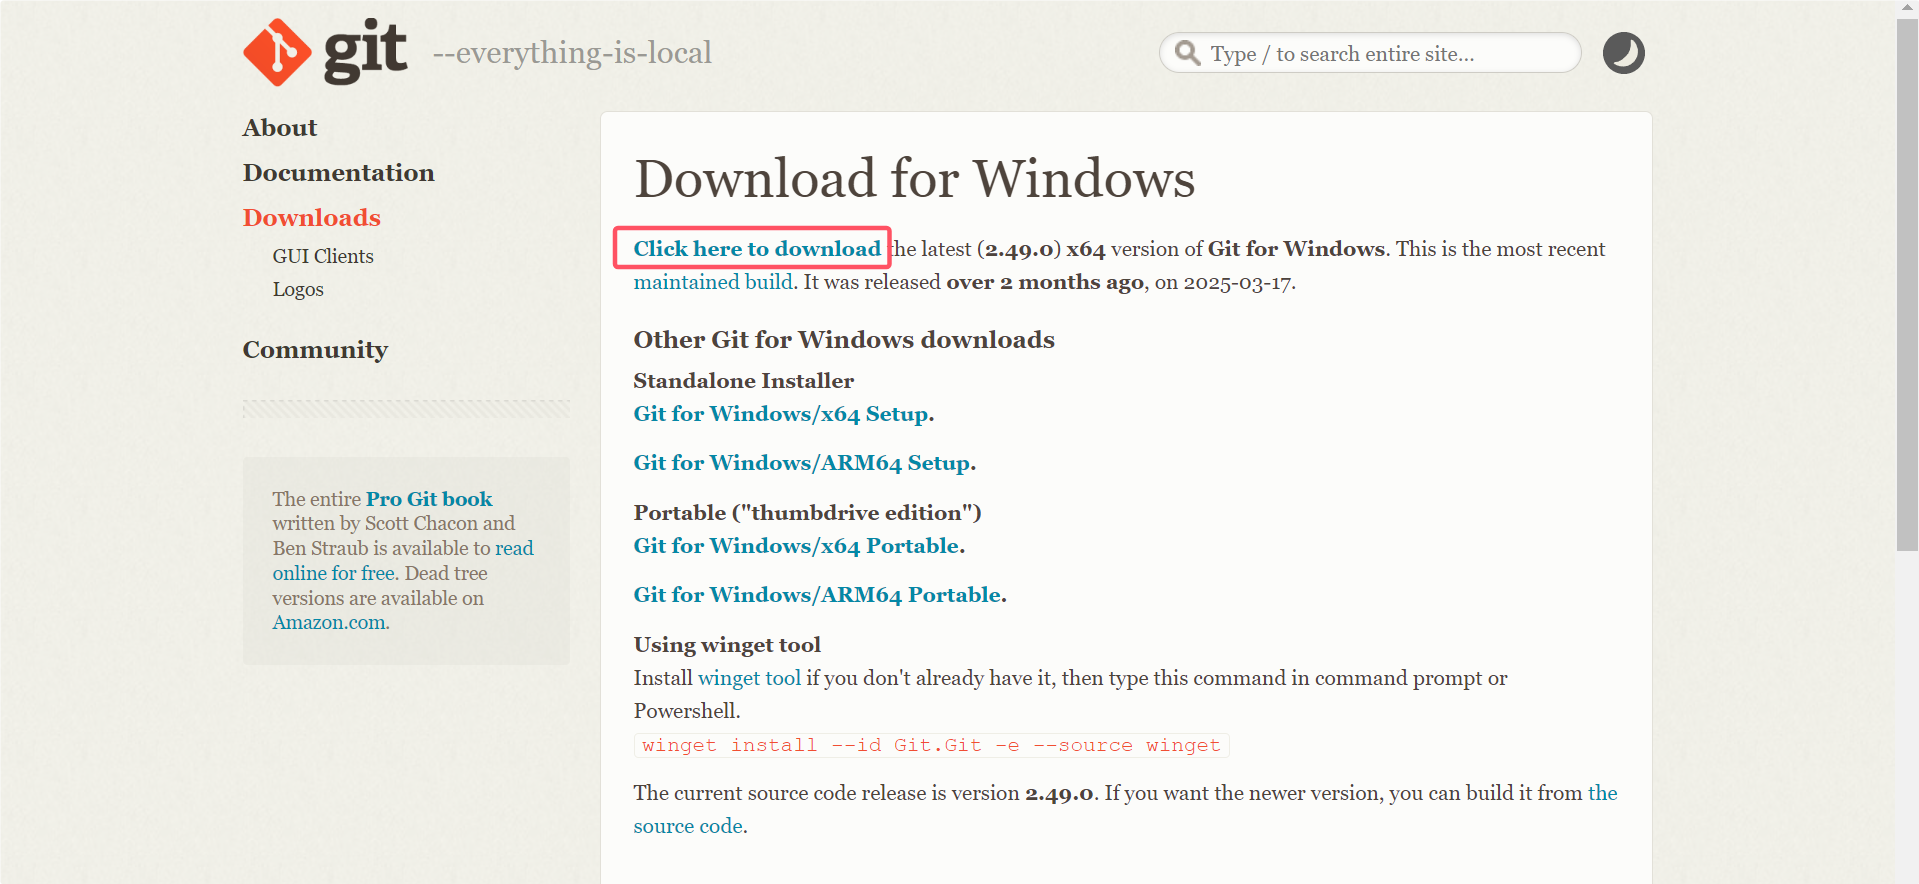 git --everything-is-local
Type / to search entire site...
About
Documentation
Downloads
GUI Clients
Logos
Community
The entire Pro Git book
written by Scott Chacon and
Ben Straub is available to read
online for free. Dead tree
versions are available on
Amazon.com.
Download for Windows
Click here to download the latest (2.49.0) x64 version of Git for Windows. This is the most recent
maintained build. It was released over 2 months ago, on 2025-03-17.
Other Git for Windows downloads
Standalone Installer
Git for Windows/x64 Setup.
Git for Windows/ARM64 Setup.
Portable ("thumbdrive edition")
Git for Windows/x64 Portable.
Git for Windows/ARM64 Portable.
Using winget tool
Install winget tool if you don't already have it, then type this command in command prompt or
Powershell.
winget install --id Git.Git -e --source winget
The current source code release is version 2.49.0. If you want the newer version, you can build it from the
source code.